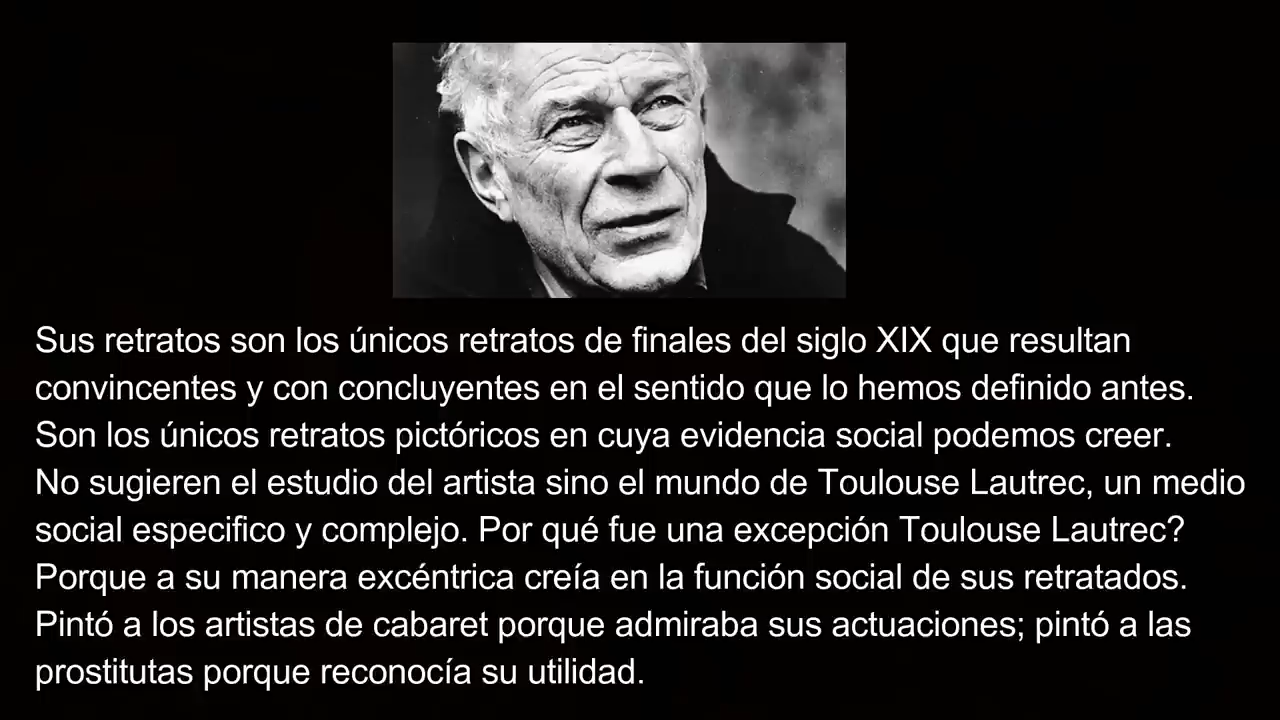 Sus retratos son los únicos retratos de finales del siglo XIX que resultan
convincentes y con concluyentes en el sentido que lo hemos definido antes.
Son los únicos retratos pictóricos en cuya evidencia social podemos creer.
No sugieren el estudio del artista sino el mundo de Toulouse Lautrec, un medio
social especifico y complejo. Por qué fue una excepción Toulouse Lautrec?
Porque a su manera excéntrica creía en la función social de sus retratados.
Pintó a los artistas de cabaret porque admiraba sus actuaciones; pintó a las
prostitutas porque reconocía su utilidad.